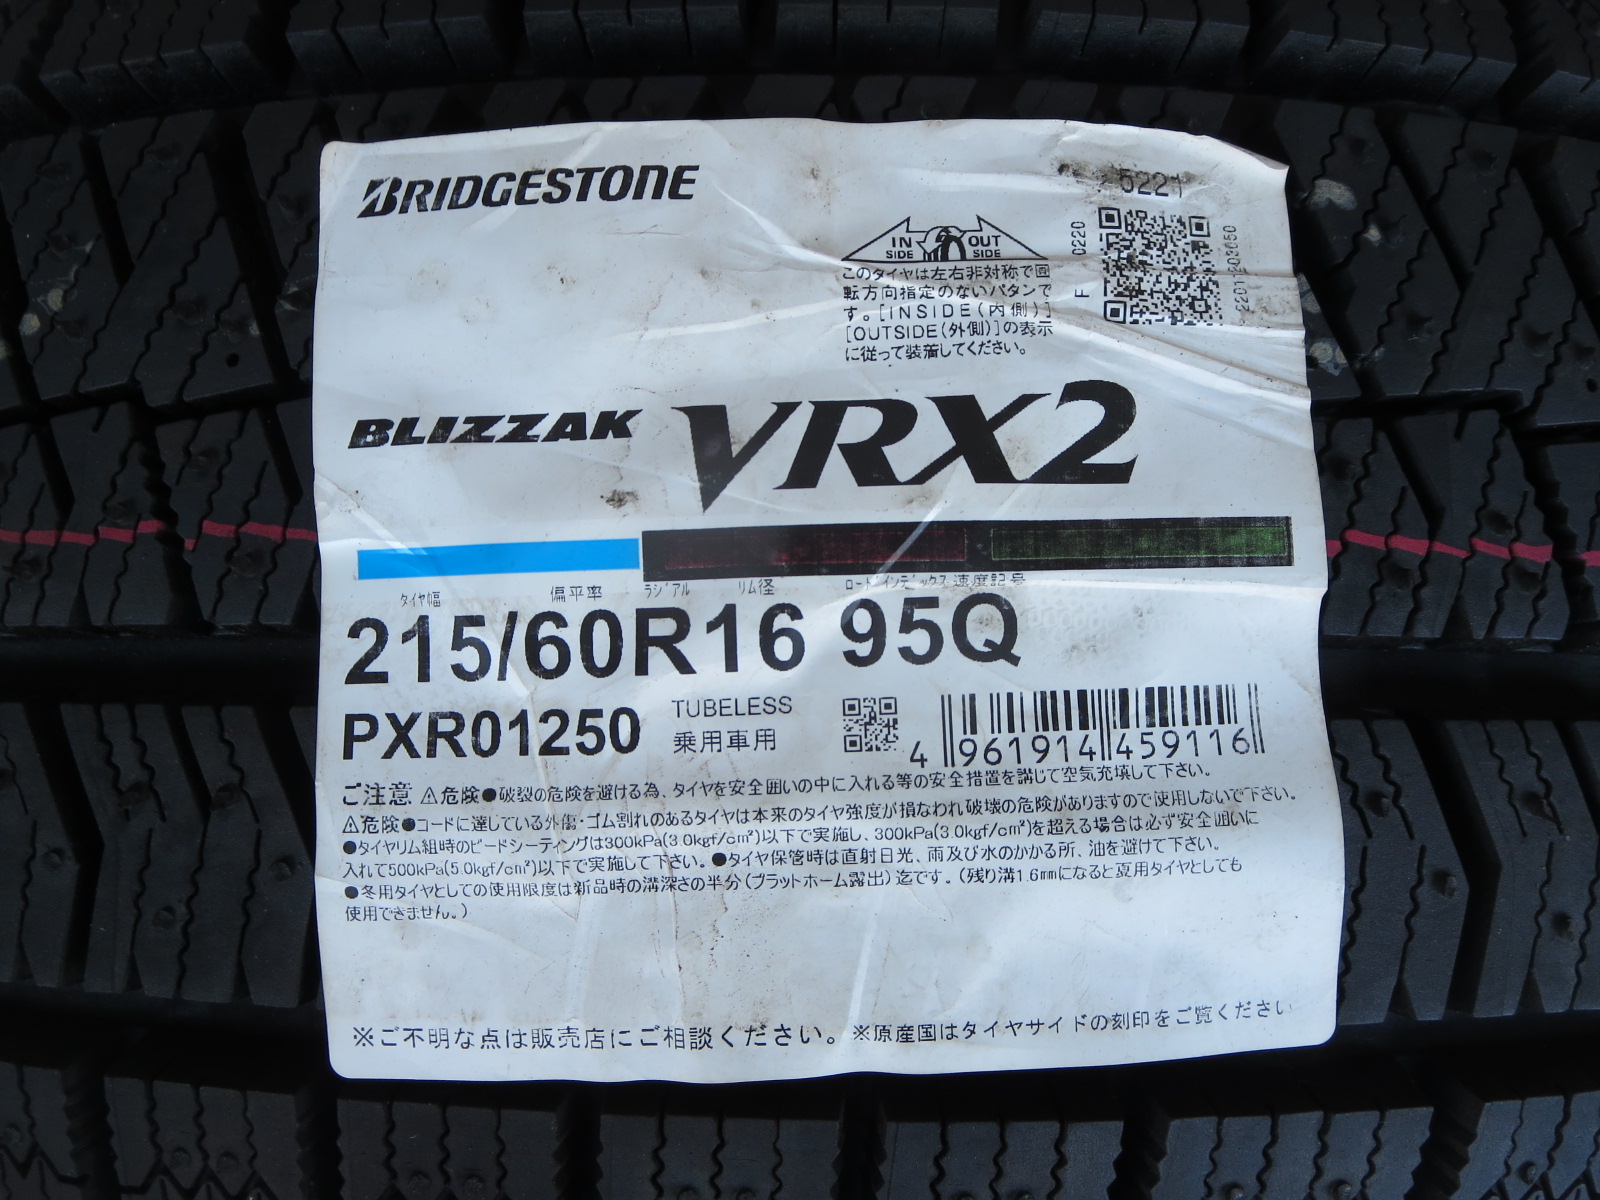 BRIDGESTONE
5221
IN SIDE OUT SIDE
F 0220
このタイヤは左右非対称で回
転方向指定のないパタンで
す。[INSIDE(内側)]
[OUTSIDE(外側)]の表示
に従って装着してください。
BLIZZAK VRX2
タイヤ幅 偏平率 ラジアル リム径 ロードインデックス 速度記号
215/60R16 95Q
PXR01250 TUBELESS
乗用車用
4 961914 459116
ご注意 ⚠危険●破裂の危険を避ける為、タイヤを安全囲いの中に入れる等の安全措置を講じて空気充填して下さい。
⚠危険●コードに達している外傷・ゴム割れのあるタイヤは本来のタイヤ強度が損なわれ破壊の危険がありますので使用しないで下さい。
●タイヤリム組時のビードシーティングは300kPa(3.0kgf/c㎡)以下で実施し、300kPa(3.0kgf/c㎡)を超える場合は必ず安全囲いに
入れて500kPa(5.0kgf/c㎡)以下で実施して下さい。●タイヤ保管時は直射日光、雨及び水のかかる所、油を避けて下さい。
●冬用タイヤとしての使用限度は新品時の溝深さの半分(プラットホーム露出)迄です。(残り溝1.6mmになると夏用タイヤとしても
使用できません。)
※ご不明な点は販売店にご相談ください。※原産国はタイヤサイドの刻印をご覧ください